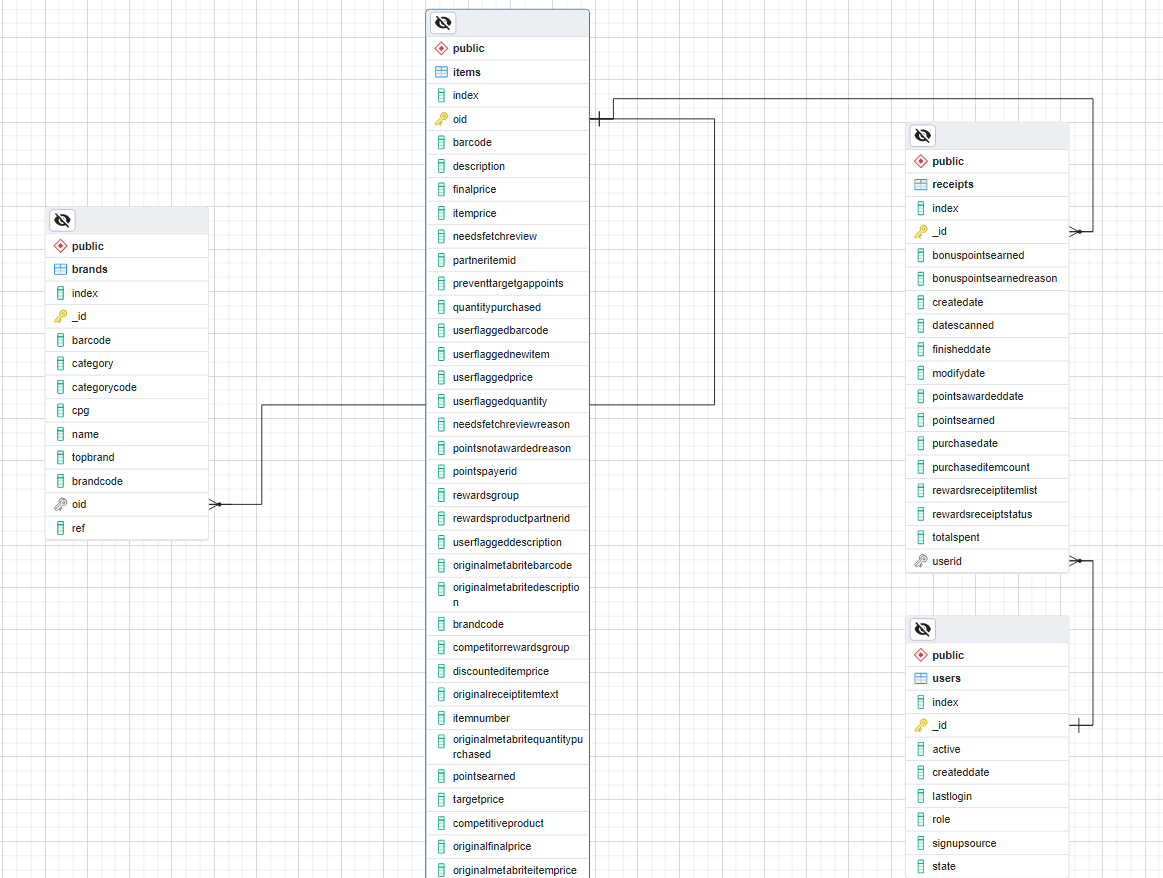 public
brands
index
_id
barcode
category
categorycode
cpg
name
topbrand
brandcode
oid
ref
public
items
index
oid
barcode
description
finalprice
itemprice
needsfetchreview
partneritemid
preventtargetgappoints
quantitypurchased
userflaggedbarcode
userflaggednewitem
userflaggedprice
userflaggedquantity
needsfetchreviewreason
pointsnotawardedreason
pointspayerid
rewardsgroup
rewardsproductpartnerid
userflaggeddescription
originalmetabritebarcode
originalmetabritedescriptio
n
brandcode
competitorrewardsgroup
discounteditemprice
originalreceiptitemtext
itemnumber
originalmetabritequantitypu
rchased
pointsearned
targetprice
competitiveproduct
originalfinalprice
originalmetabriteitemprice
public
receipts
index
_id
bonuspointsearned
bonuspointsearnedreason
createdate
datescanned
finisheddate
modifydate
pointsawardeddate
pointsearned
purchasedate
purchaseditemcount
rewardsreceiptitemlist
rewardsreceiptstatus
totalspent
userid
public
users
index
_id
active
createddate
lastlogin
role
signupsource
state